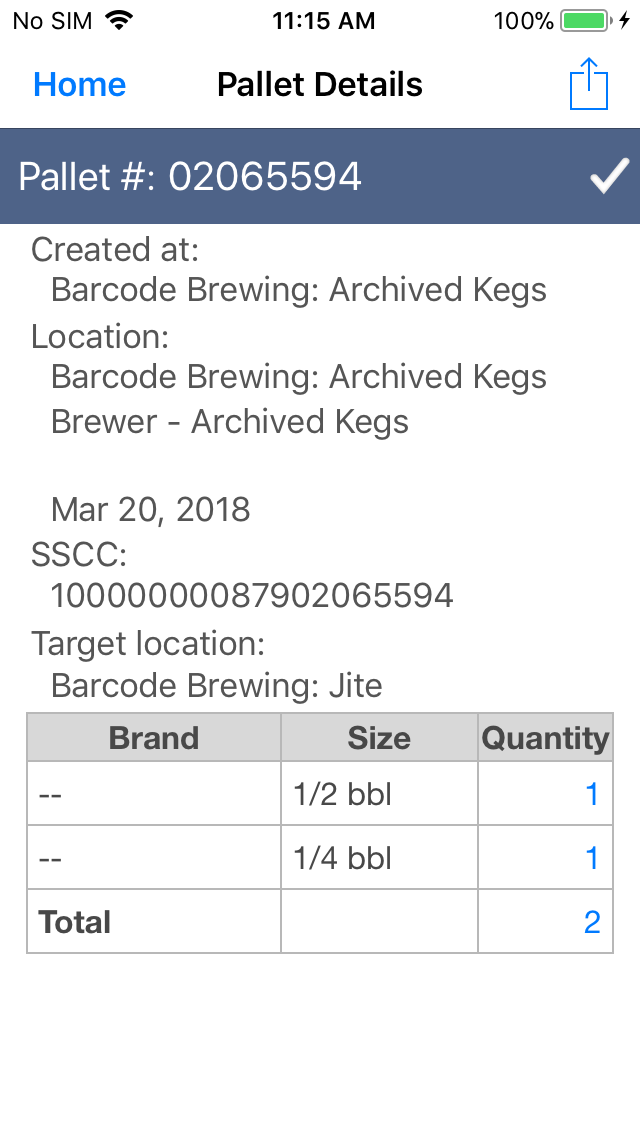 No SIM 11:15 AM 100%
Home Pallet Details
Pallet #: 02065594
Created at:
Barcode Brewing: Archived Kegs
Location:
Barcode Brewing: Archived Kegs
Brewer - Archived Kegs
Mar 20, 2018
SSCC:
10000000087902065594
Target location:
Barcode Brewing: Jite
Brand Size Quantity
-- 1/2 bbl 1
-- 1/4 bbl 1
Total 2